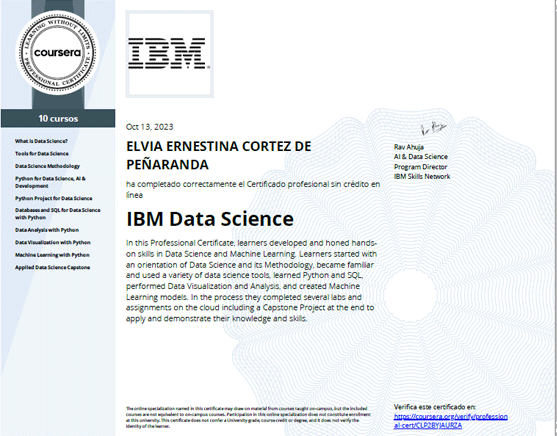 LEARNING WITHOUT LIMITS
coursera
PROFESSIONAL CERTIFICATE
10 cursos
What is Data Science?
Tools for Data Science
Data Science Methodology
Python for Data Science, AI &
Development
Python Project for Data Science
Databases and SQL for Data Science
with Python
Data Analysis with Python
Data Visualization with Python
Machine Learning with Python
Applied Data Science Capstone
IBM
Oct 13, 2023
ELVIA ERNESTINA CORTEZ DE
PEÑARANDA
ha completado correctamente el Certificado profesional sin crédito en
línea
IBM Data Science
In this Professional Certificate, learners developed and honed hands-
on skills in Data Science and Machine Learning. Learners started with
an orientation of Data Science and its Methodology, became familiar
and used a variety of data science tools, learned Python and SQL,
performed Data Visualization and Analysis, and created Machine
Learning models. In the process they completed several labs and
assignments on the cloud including a Capstone Project at the end to
apply and demonstrate their knowledge and skills.
Rav Ahuja
AI & Data Science
Program Director
IBM Skills Network
The online specialization named in this certificate may draw on material from courses taught on-campus, but the included
courses are not equivalent to on-campus courses. Participation in this online specialization does not constitute enrollment
at this university. This certificate does not confer a University grade, course credit or degree, and it does not verify the
identity of the learner.
Verifica este certificado en:
https://coursera.org/verify/profession
al-cert/CLP2BYJAURZA